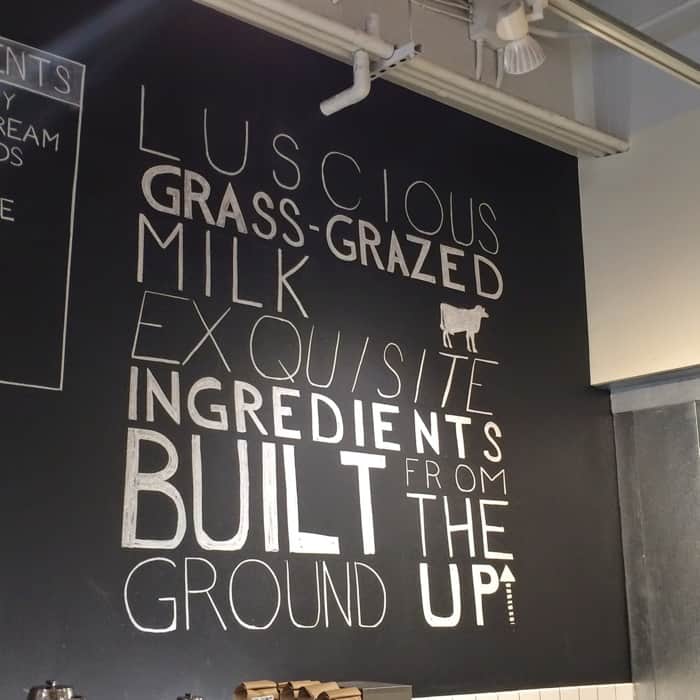 LUSCIOUS
GRASS-GRAZED
MILK
EXQUISITE
INGREDIENTS
BUILT FROM
THE
GROUND UP